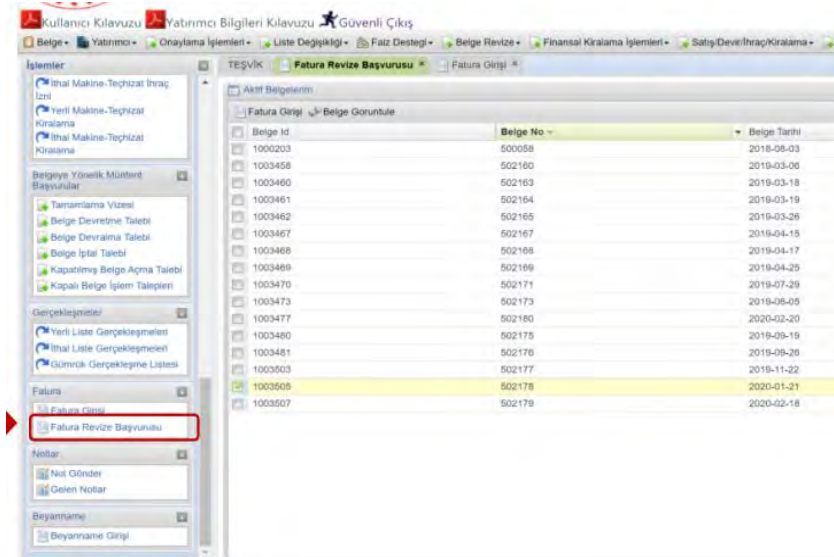 Kullanıcı Kılavuzu Yatırımcı Bilgileri Kılavuzu Güvenli Çıkış
Belge Yatırımcı Onaylama İşlemleri Liste Değişikliği Faiz Desteği Belge Revize Finansal Kiralama İşlemleri Satış/Devir/İhraç/Kiralama
İşlemler
İthal Makine-Teçhizat İhraç
İzni
Yerli Makine-Teçhizat
Kiralama
İthal Makine-Teçhizat
Kiralama
Belgeye Yönelik Münferit
Başvurular
Tamamlama Vizesi
Belge Devretme Talebi
Belge Devralma Talebi
Belge İptal Talebi
Kapatılmış Belge Açma Talebi
Kapalı Belge İşlem Talepleri
Gerçekleşmeler
Yerli Liste Gerçekleşmeleri
İthal Liste Gerçekleşmeleri
Gümrük Gerçekleşme Listesi
Fatura
Fatura Girişi
Fatura Revize Başvurusu
Notlar
Not Gönder
Gelen Notlar
Beyanname
Beyanname Girişi
TEŞVİK Fatura Revize Başvurusu Fatura Girişi
Aktif Belgelerim
Fatura Girişi Belge Goruntule
Belge Id Belge No Belge Tarihi
1000203 500058 2018-08-03
1003458 502160 2019-03-06
1003460 502163 2019-03-18
1003461 502164 2019-03-19
1003462 502165 2019-03-26
1003467 502167 2019-04-15
1003468 502168 2019-04-17
1003469 502169 2019-04-25
1003470 502171 2019-07-29
1003473 502173 2019-08-05
1003477 502180 2020-02-20
1003480 502175 2019-09-19
1003481 502176 2019-09-26
1003503 502177 2019-11-22
1003505 502178 2020-01-21
1003507 502179 2020-02-18